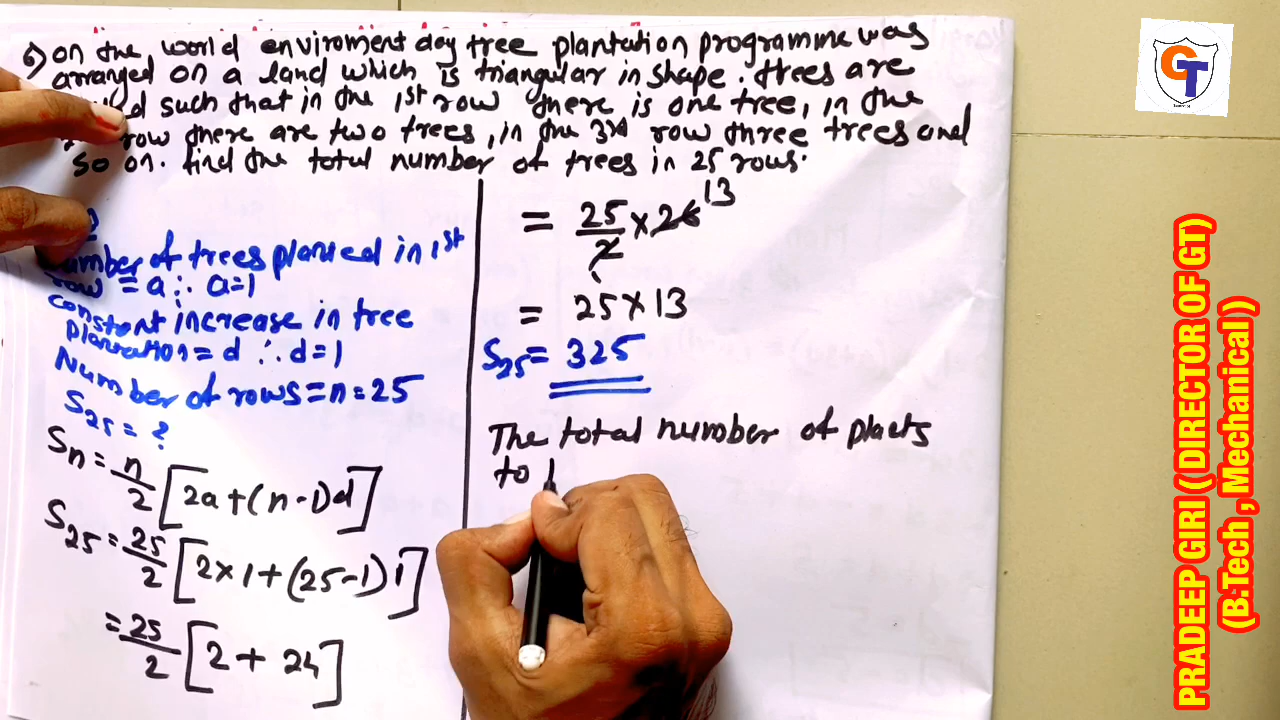 6) on the world enviroment day tree plantation programme was
arranged on a land which is triangular in shape. trees are
such that in the 1st row there is one tree, in the
row there are two trees, in the 3rd row three trees and
so on. find the total number of trees in 25 rows.
number of trees planted in 1st
row = a ∴ a=1
constant increase in tree
plantation = d ∴ d=1
Number of rows = n = 25
S25 = ?
Sn = n/2 [2a+(n-1)d]
S25 = 25/2 [2×1+(25-1)1]
= 25/2 [2 + 24]
= 25/2 × 26 13
1
= 25 × 13
S25 = 325
The total number of placts
to
GT
PRADEEP GIRI ( DIRECTOR OF GT)
(B.Tech , Mechanical )